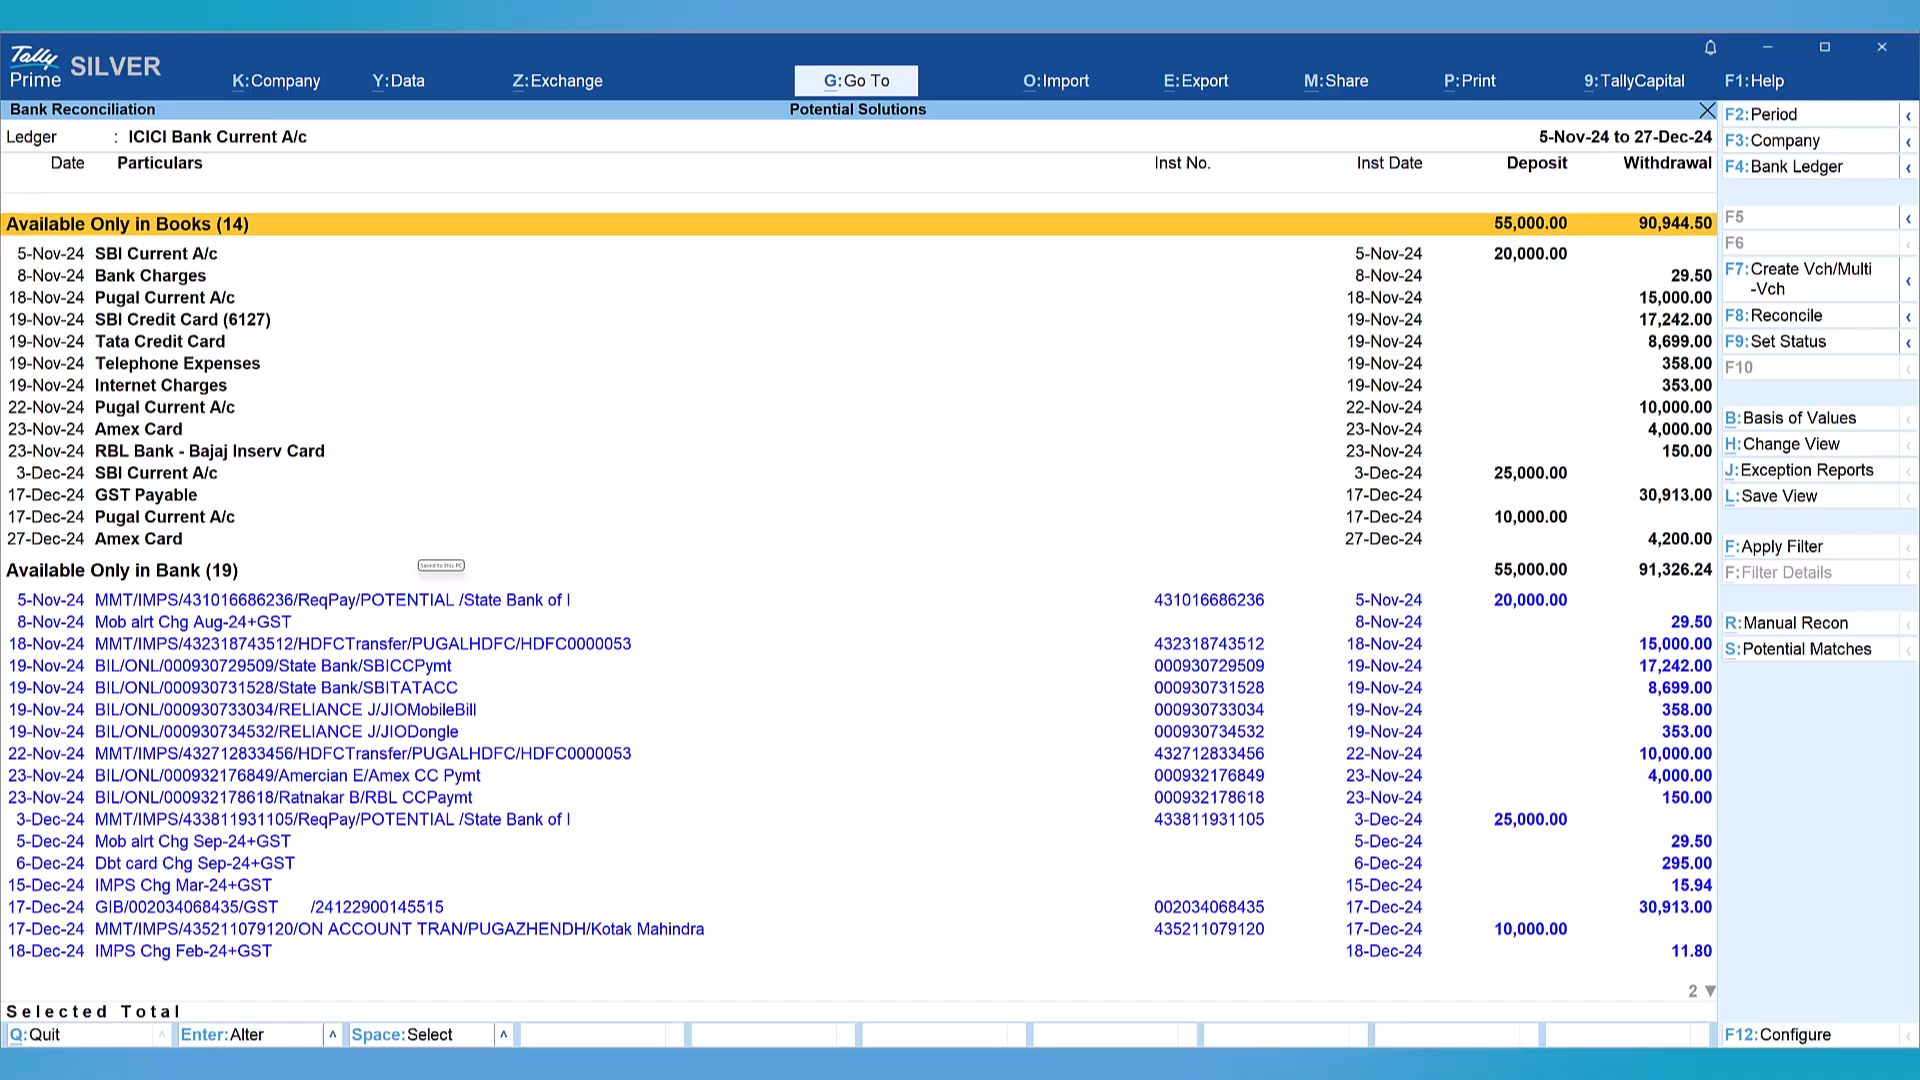 Tally
Prime SILVER
K:Company Y:Data Z:Exchange G:Go To O:Import E:Export M:Share P:Print 9:TallyCapital F1:Help
Bank Reconciliation Potential Solutions
Ledger : ICICI Bank Current A/c 5-Nov-24 to 27-Dec-24
Date Particulars Inst No. Inst Date Deposit Withdrawal
Available Only in Books (14) 55,000.00 90,944.50
5-Nov-24 SBI Current A/c 5-Nov-24 20,000.00
8-Nov-24 Bank Charges 8-Nov-24 29.50
18-Nov-24 Pugal Current A/c 18-Nov-24 15,000.00
19-Nov-24 SBI Credit Card (6127) 19-Nov-24 17,242.00
19-Nov-24 Tata Credit Card 19-Nov-24 8,699.00
19-Nov-24 Telephone Expenses 19-Nov-24 358.00
19-Nov-24 Internet Charges 19-Nov-24 353.00
22-Nov-24 Pugal Current A/c 22-Nov-24 10,000.00
23-Nov-24 Amex Card 23-Nov-24 4,000.00
23-Nov-24 RBL Bank - Bajaj Inserv Card 23-Nov-24 150.00
3-Dec-24 SBI Current A/c 3-Dec-24 25,000.00
17-Dec-24 GST Payable 17-Dec-24 30,913.00
17-Dec-24 Pugal Current A/c 17-Dec-24 10,000.00
27-Dec-24 Amex Card 27-Dec-24 4,200.00
Saved to this PC
Available Only in Bank (19) 55,000.00 91,326.24
5-Nov-24 MMT/IMPS/431016686236/ReqPay/POTENTIAL /State Bank of I 431016686236 5-Nov-24 20,000.00
8-Nov-24 Mob alrt Chg Aug-24+GST 8-Nov-24 29.50
18-Nov-24 MMT/IMPS/432318743512/HDFCTransfer/PUGALHDFC/HDFC0000053 432318743512 18-Nov-24 15,000.00
19-Nov-24 BIL/ONL/000930729509/State Bank/SBICCPymt 000930729509 19-Nov-24 17,242.00
19-Nov-24 BIL/ONL/000930731528/State Bank/SBITATACC 000930731528 19-Nov-24 8,699.00
19-Nov-24 BIL/ONL/000930733034/RELIANCE J/JIOMobileBill 000930733034 19-Nov-24 358.00
19-Nov-24 BIL/ONL/000930734532/RELIANCE J/JIODongle 000930734532 19-Nov-24 353.00
22-Nov-24 MMT/IMPS/432712833456/HDFCTransfer/PUGALHDFC/HDFC0000053 432712833456 22-Nov-24 10,000.00
23-Nov-24 BIL/ONL/000932176849/Amercian E/Amex CC Pymt 000932176849 23-Nov-24 4,000.00
23-Nov-24 BIL/ONL/000932178618/Ratnakar B/RBL CCPaymt 000932178618 23-Nov-24 150.00
3-Dec-24 MMT/IMPS/433811931105/ReqPay/POTENTIAL /State Bank of I 433811931105 3-Dec-24 25,000.00
5-Dec-24 Mob alrt Chg Sep-24+GST 5-Dec-24 29.50
6-Dec-24 Dbt card Chg Sep-24+GST 6-Dec-24 295.00
15-Dec-24 IMPS Chg Mar-24+GST 15-Dec-24 15.94
17-Dec-24 GIB/002034068435/GST /24122900145515 002034068435 17-Dec-24 30,913.00
17-Dec-24 MMT/IMPS/435211079120/ON ACCOUNT TRAN/PUGAZHENDH/Kotak Mahindra 435211079120 17-Dec-24 10,000.00
18-Dec-24 IMPS Chg Feb-24+GST 18-Dec-24 11.80
2 ▼
Selected Total
Q:Quit Enter:Alter Space:Select
F2:Period
F3:Company
F4:Bank Ledger
F5
F6
F7:Create Vch/Multi
-Vch
F8:Reconcile
F9:Set Status
F10
B:Basis of Values
H:Change View
J:Exception Reports
L:Save View
F:Apply Filter
F:Filter Details
R:Manual Recon
S:Potential Matches
F12:Configure